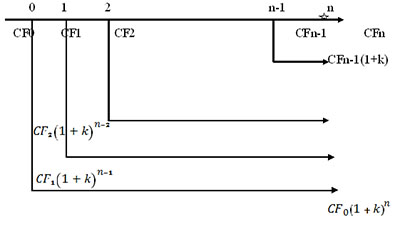 0 1 2 n-1 n
CF0 CF1 CF2 CFn-1 CFn
CFn-1(1+k)
CF₂(1 + k)ⁿ⁻²
CF₁(1 + k)ⁿ⁻¹
CF₀(1 + k)ⁿ